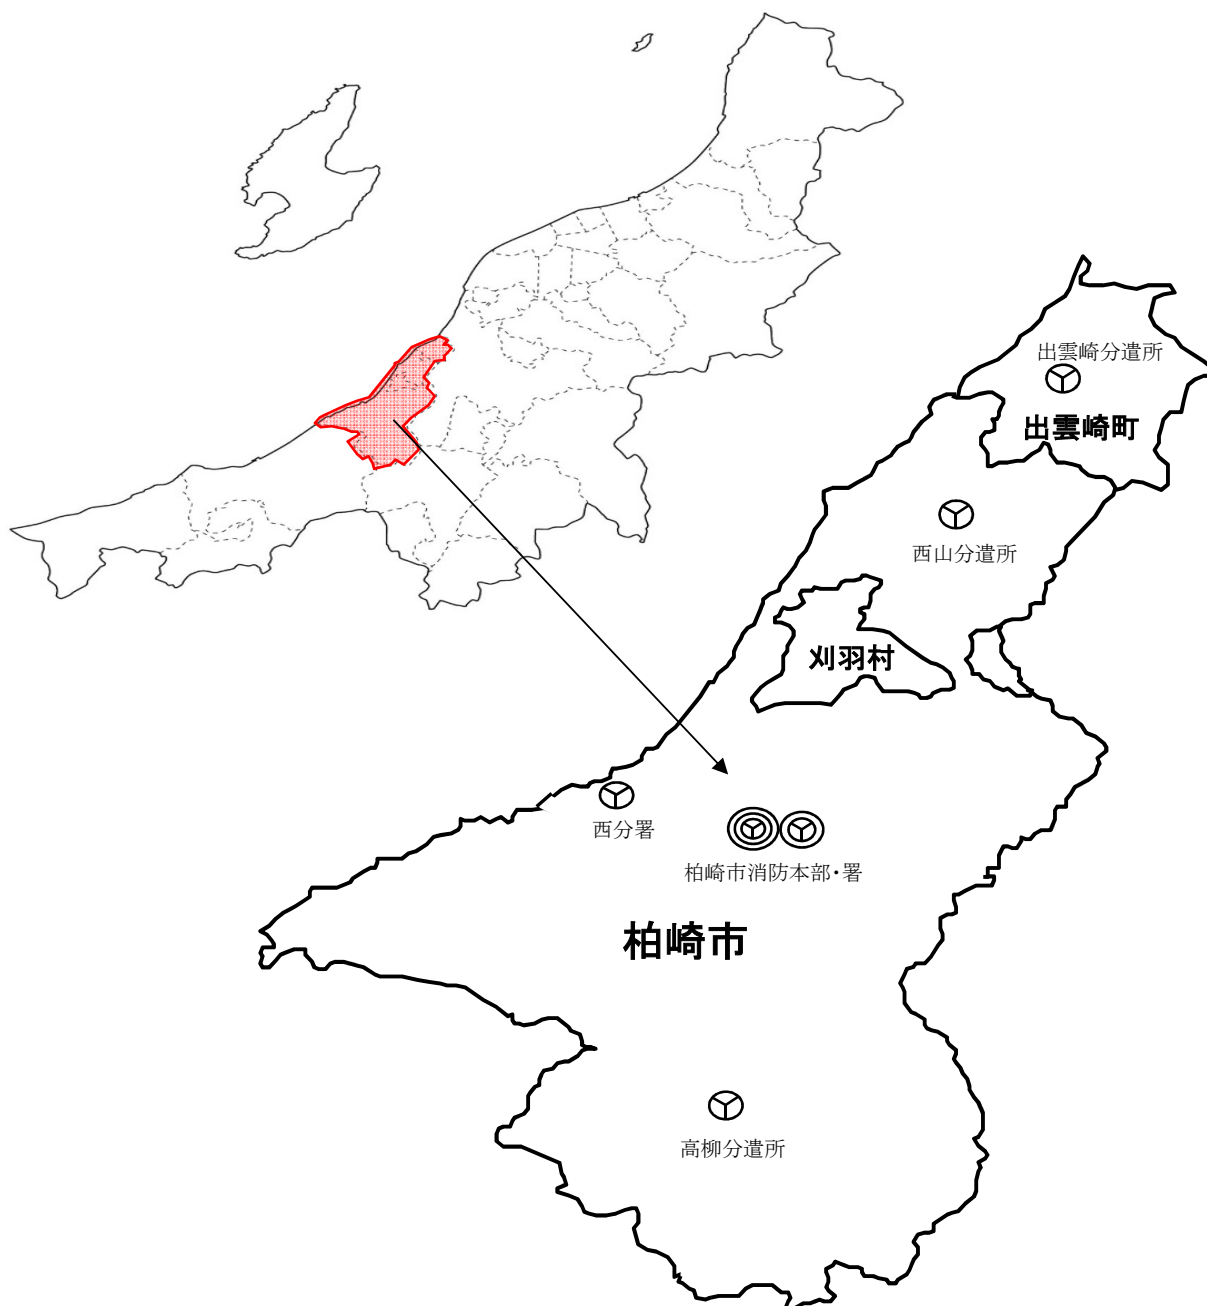 出雲崎分遣所
出雲崎町
西山分遣所
刈羽村
西分署
柏崎市消防本部・署
柏崎市
高柳分遣所